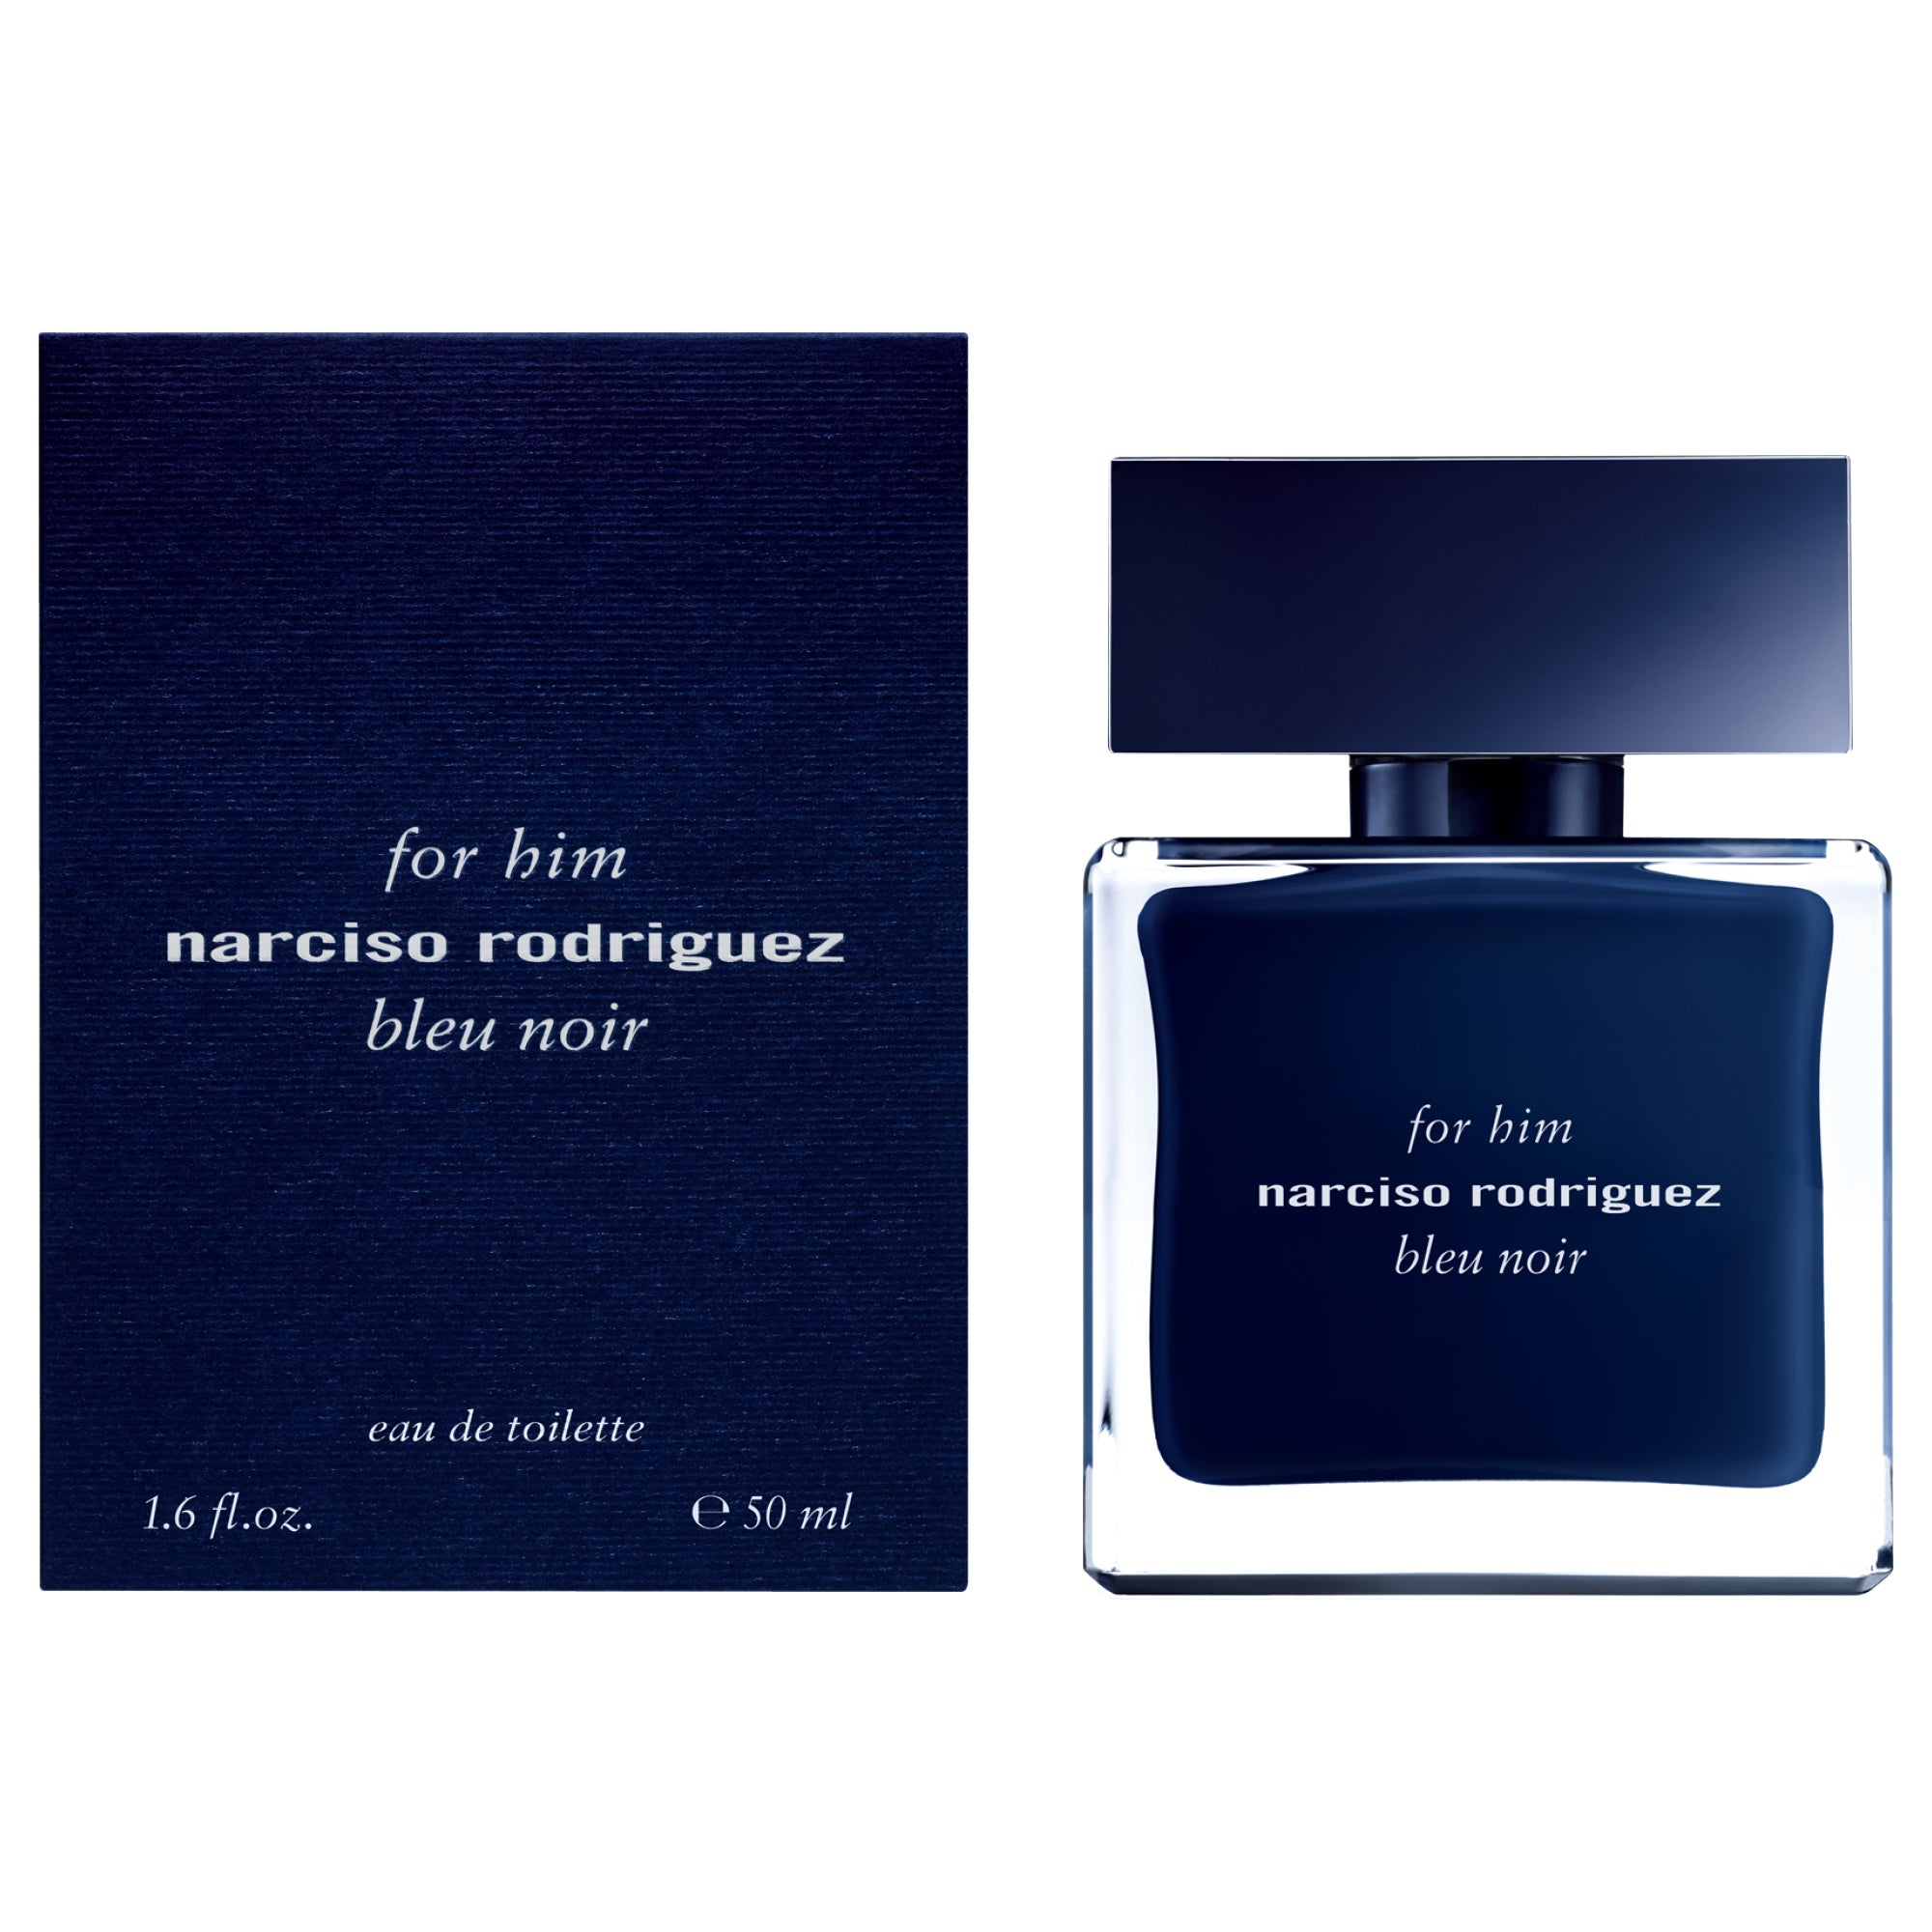 for him
narciso rodriguez
bleu noir
eau de toilette
1.6 fl.oz. ℮ 50 ml
for him
narciso rodriguez
bleu noir